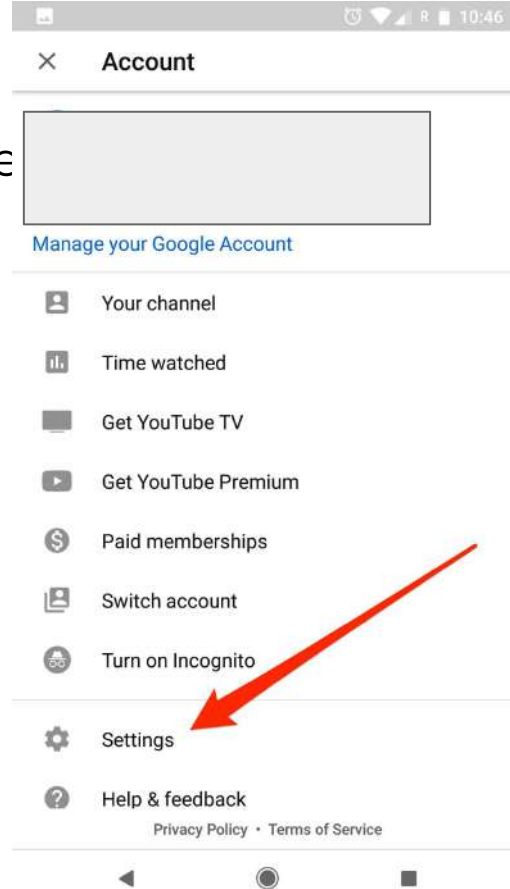 R 10:46
Account
Manage your Google Account
Your channel
Time watched
Get YouTube TV
Get YouTube Premium
Paid memberships
Switch account
Turn on Incognito
Settings
Help & feedback
Privacy Policy • Terms of Service